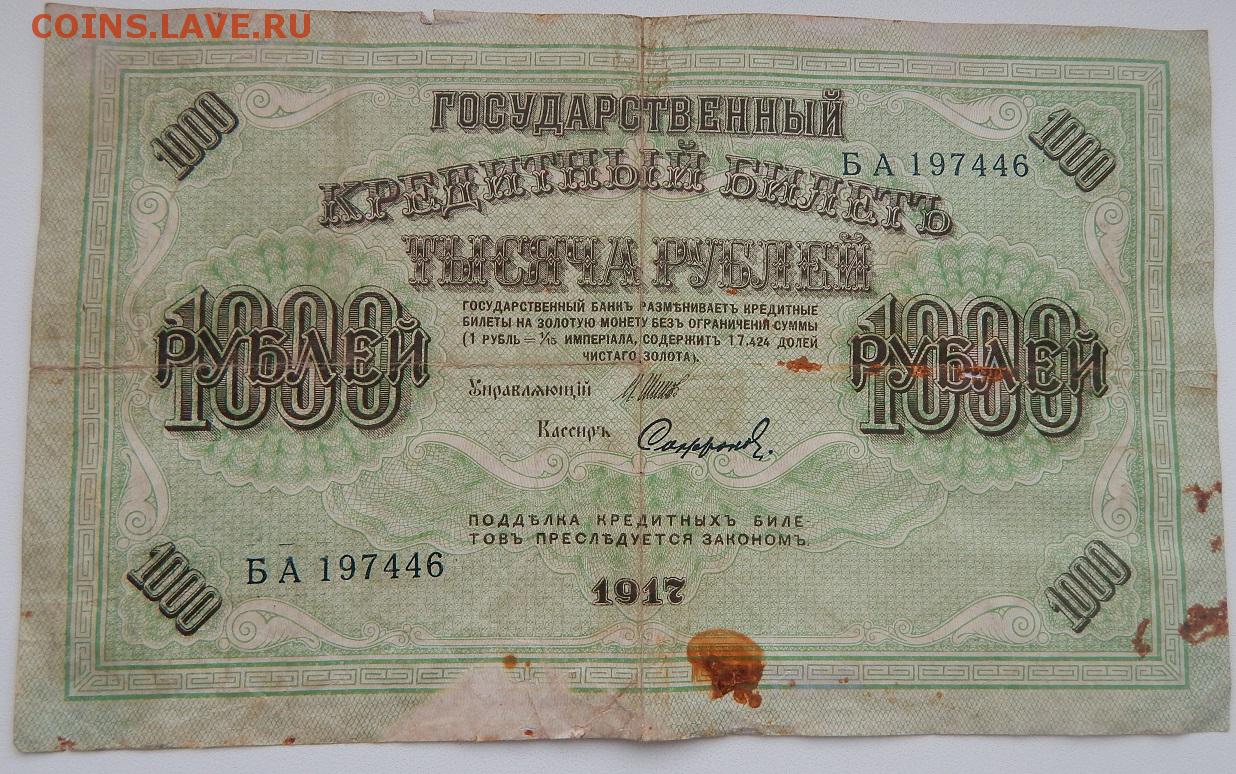 COINS.LAVE.RU
1000
1000
ГОСУДАРСТВЕННЫЙ
КРЕДИТНЫЙ БИЛЕТЪ
БА 197446
ТЫСЯЧА РУБЛЕЙ
ГОСУДАРСТВЕННЫЙ БАНКЪ РАЗМѢНИВАЕТЪ КРЕДИТНЫЕ
БИЛЕТЫ НА ЗОЛОТУЮ МОНЕТУ БЕЗЪ ОГРАНИЧЕНІЯ СУММЫ
(1 РУБЛЬ = 1/15 ИМПЕРІАЛА, СОДЕРЖИТЪ 17.424 ДОЛЕЙ
ЧИСТАГО ЗОЛОТА).
1000
РУБЛЕЙ
1000
РУБЛЕЙ
Управляющій
Кассиръ
Сафронов
ПОДДѢЛКА КРЕДИТНЫХЪ БИЛЕ-
ТОВЪ ПРЕСЛѢДУЕТСЯ ЗАКОНОМЪ.
1000
БА 197446
1917
1000